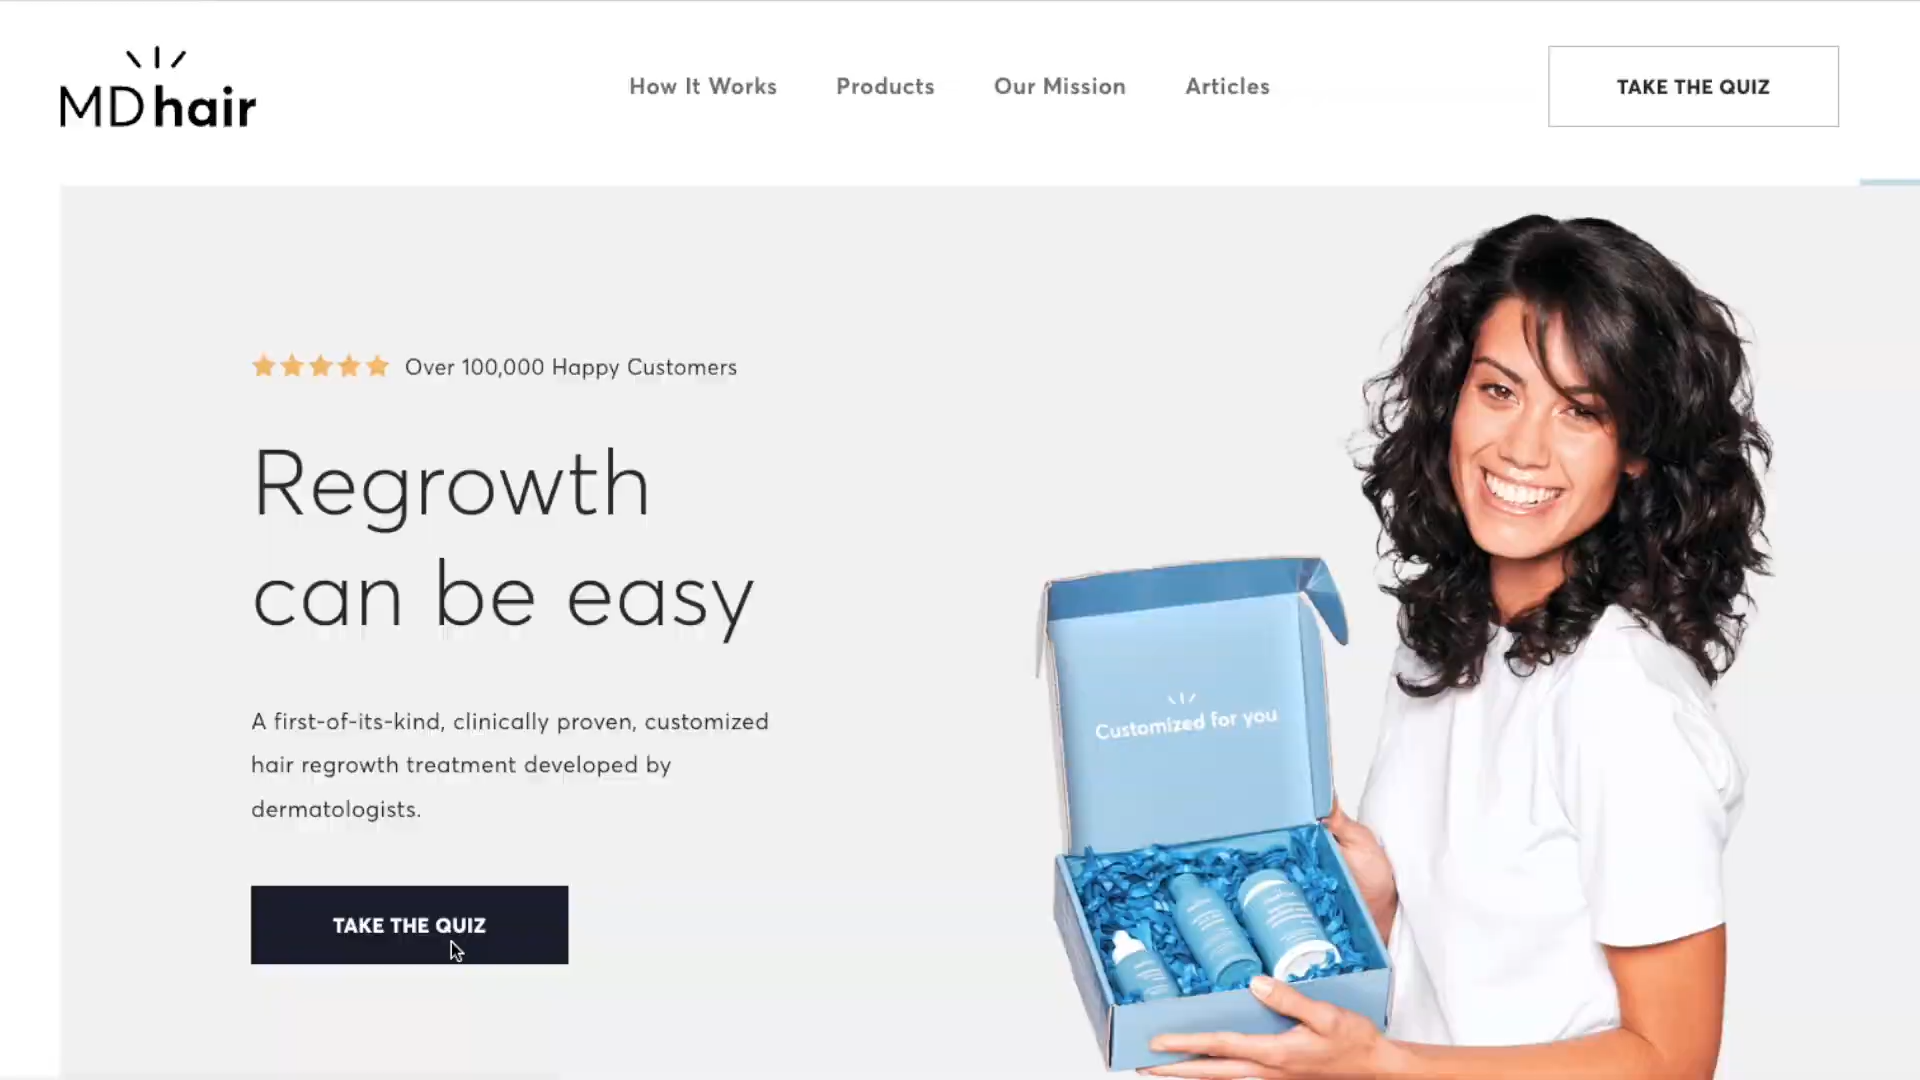 MDhair
How It Works
Products
Our Mission
Articles
TAKE THE QUIZ
Over 100,000 Happy Customers
Regrowth
can be easy
A first-of-its-kind, clinically proven, customized
hair regrowth treatment developed by
dermatologists.
TAKE THE QUIZ
Customized for you